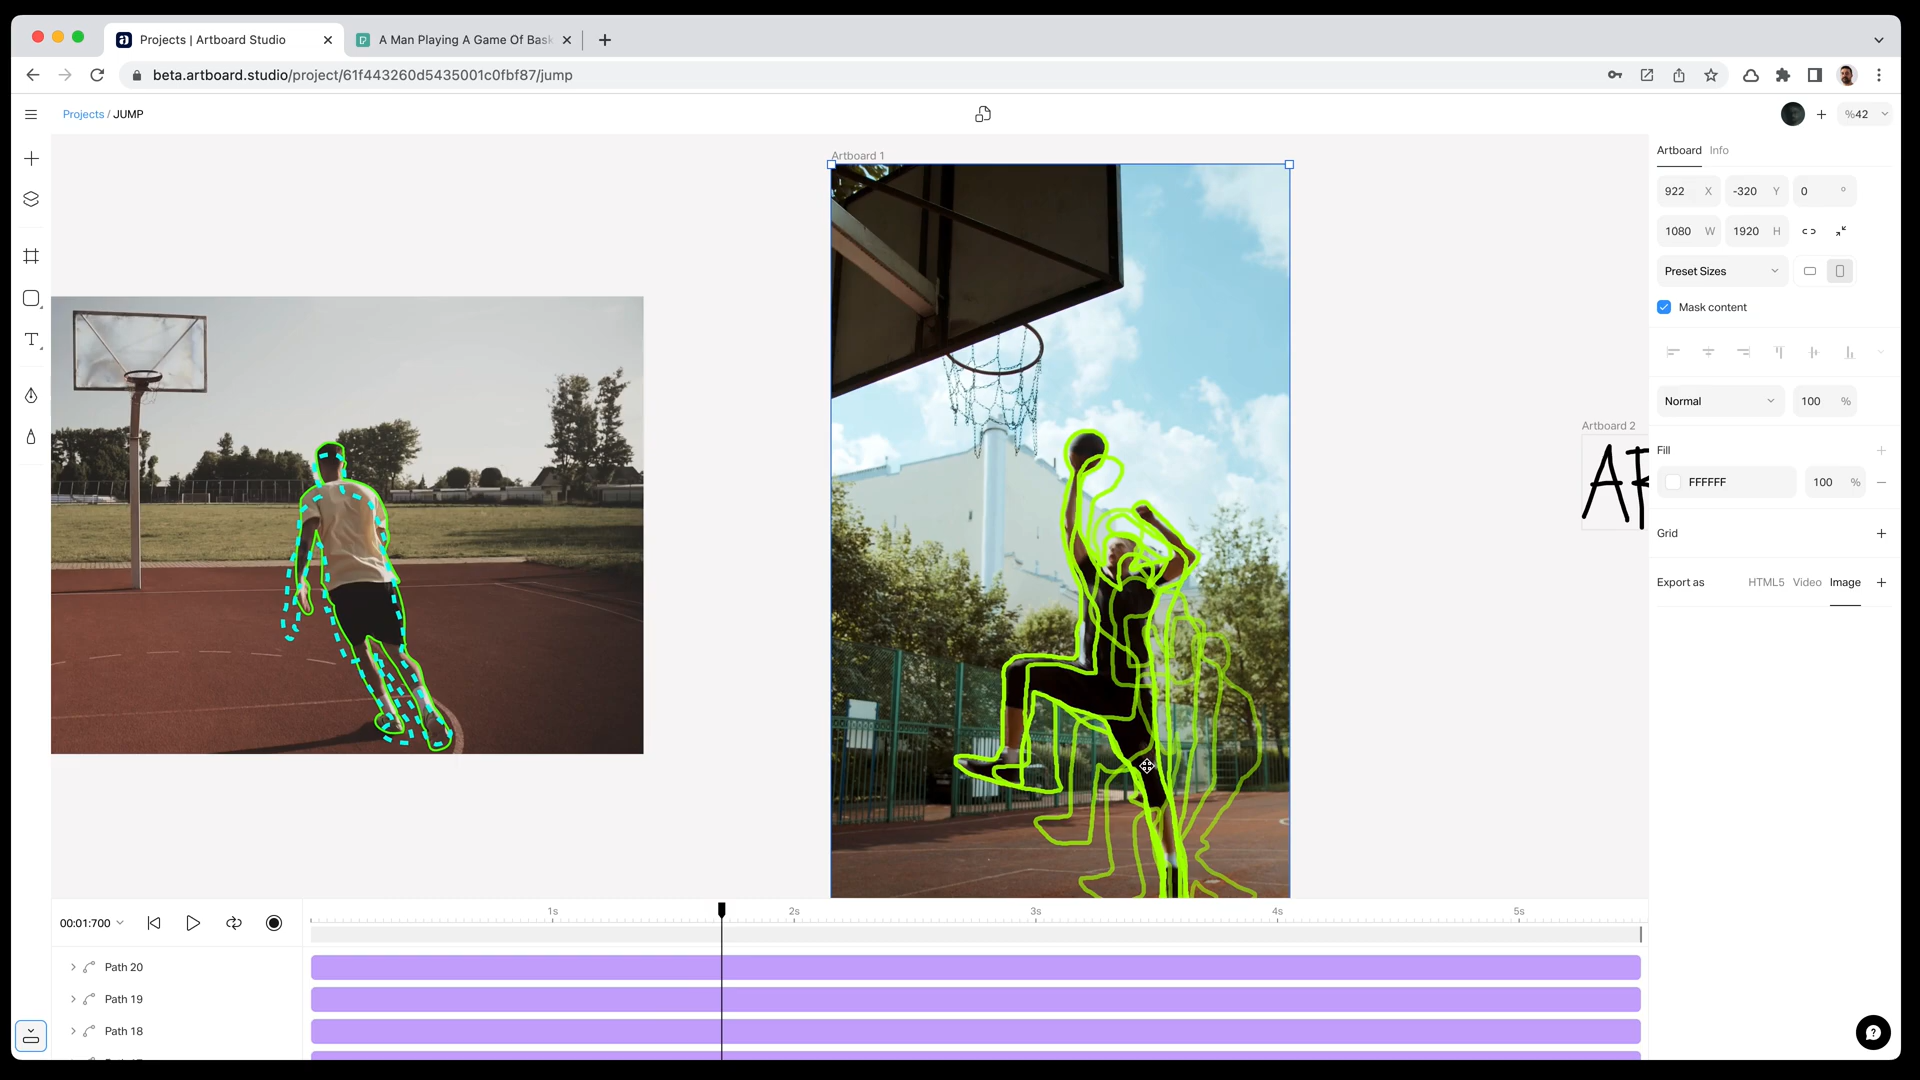 Projects | Artboard Studio
A Man Playing A Game Of Bask
beta.artboard.studio/project/61f443260d5435001c0fbf87/jump
Projects / JUMP
%42
Artboard 1
Artboard Info
922 X -320 Y 0 °
1080 W 1920 H
Preset Sizes
Mask content
Normal 100 %
Artboard 2
Fill
FFFFFF 100 %
Grid
Export as HTML5 Video Image
00:01:700
1s 2s 3s 4s 5s
Path 20
Path 19
Path 18